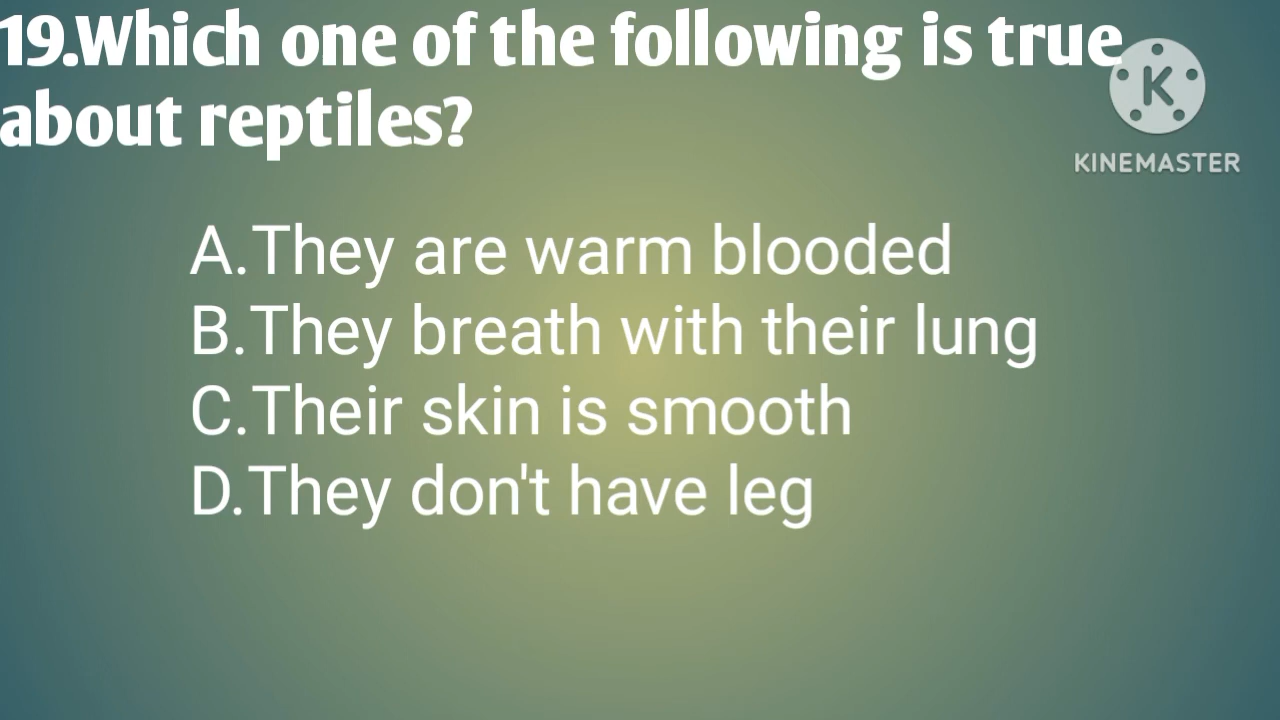 19.Which one of the following is true
about reptiles?
K
KINEMASTER
A.They are warm blooded
B.They breath with their lung
C.Their skin is smooth
D.They don't have leg